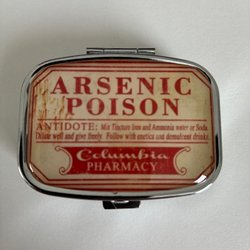 ARSENIC
POISON
ANTIDOTE: Mix Tincture Iron and Ammonia water or Soda.
Dilute well and give freely. Follow with emetics and demulcent drinks.
Columbia
PHARMACY